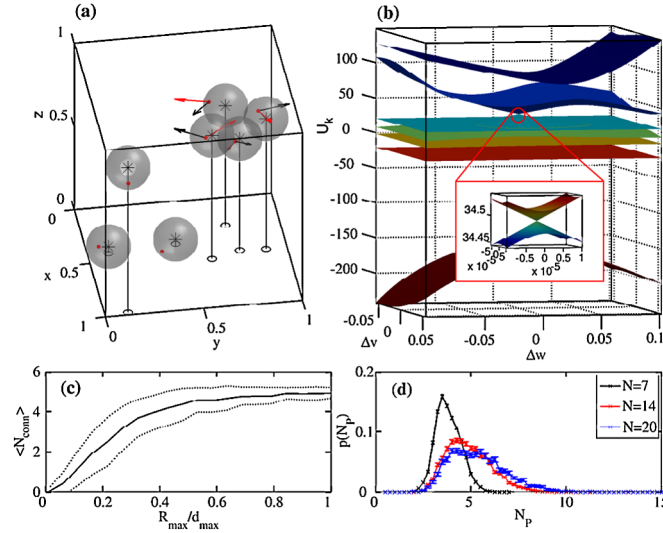 (a)
1
z
0.5
0
0
x
0.5
1
0
0.5
y
1
(b)
100
50
0
-50
-100
-150
-200
U_k
34.5
34.45
-5 0 5
x 10^-5
-1 0 1
x 10^-5
-0.05
0
0.05
Δv
-0.05
0
0.05
0.1
Δw
(c)
6
4
2
0
<N_conn>
0
0.2
0.4
0.6
0.8
1
R_max/d_max
(d)
0.2
0.1
0
p(N_P)
N=7
N=14
N=20
0
5
10
15
N_P